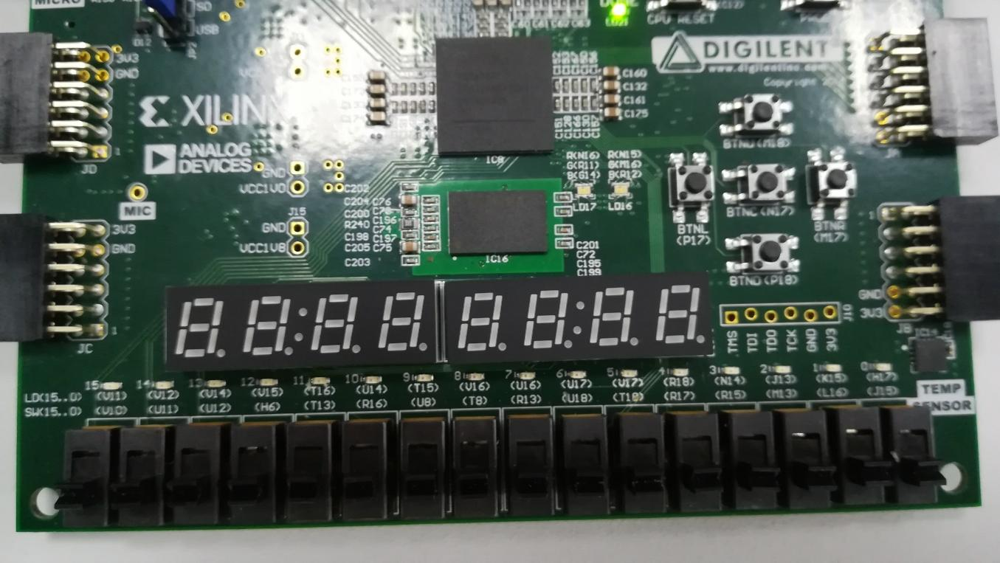 MICRO
SD
USB
JP2
D12
3V3
GND
1
JD
XILINX
ANALOG
DEVICES
MIC
GND
VCC1V0
J15
GND
VCC1V8
CPU RESET
DIGILENT
www.digilentinc.com
Copyright
C160
C132
C161
C175
IC8
R(N16)
G(R11)
B(G14)
R(N15)
B(M16)
B(R12)
LD17
LD16
C202
C204 C76
C200
R240 C196
C74
C198 C197
C205 C75
C203
IC16
C201
C72
C195
C199
BTNU(M18)
BTNL
(P17)
BTNC(N17)
BTNR
(M17)
BTND(P18)
3V3
GND
1
JC
1
GND
3V3
JB
J10
TMS
TDI
TDO
TCK
GND
3V3
15 14 13 12 11 10 9 8 7 6 5 4 3 2 1 0
LD(15..0) (V11) (V12) (V14) (V15) (T16) (U14) (T15) (V16) (U16) (U17) (V17) (R18) (N14) (J13) (K15) (H17)
SW(15..0) (V10) (U11) (U12) (H6) (T13) (R16) (U8) (T8) (R13) (U18) (T18) (R17) (R15) (M13) (L16) (J15)
TEMP
SENSOR